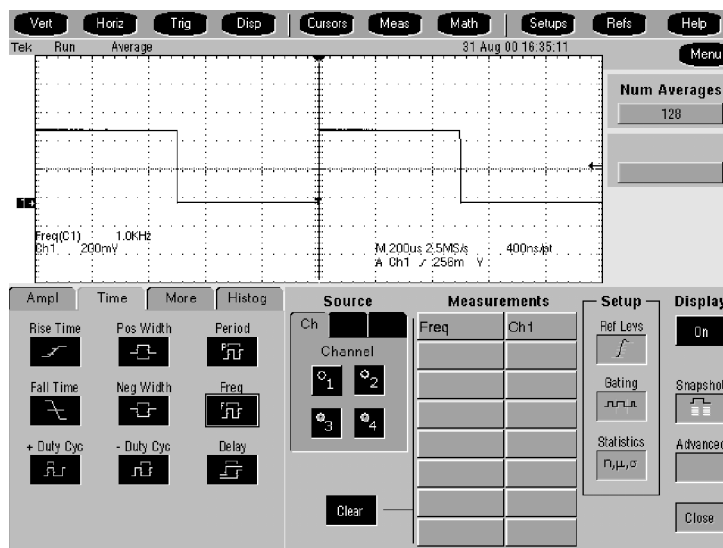 Vert Horiz Trig Disp Cursors Meas Math Setups Refs Help
Tek Run Average 31 Aug 00 16:35:11
Menu
Num Averages
128
1
Freq(C1) 1.0KHz
Ch1 200mV M 200us 2.5MS/s 400ns/pt
A Ch1 256m V
Ampl Time More Histog
Rise Time Pos Width Period
Fall Time Neg Width Freq
+ Duty Cyc - Duty Cyc Delay
Source
Ch
Channel
1 2
3 4
Clear
Measurements
Freq Ch1
Setup
Ref Levs
Gating
Statistics
n,μ,σ
Display
On
Snapshot
Advanced
Close